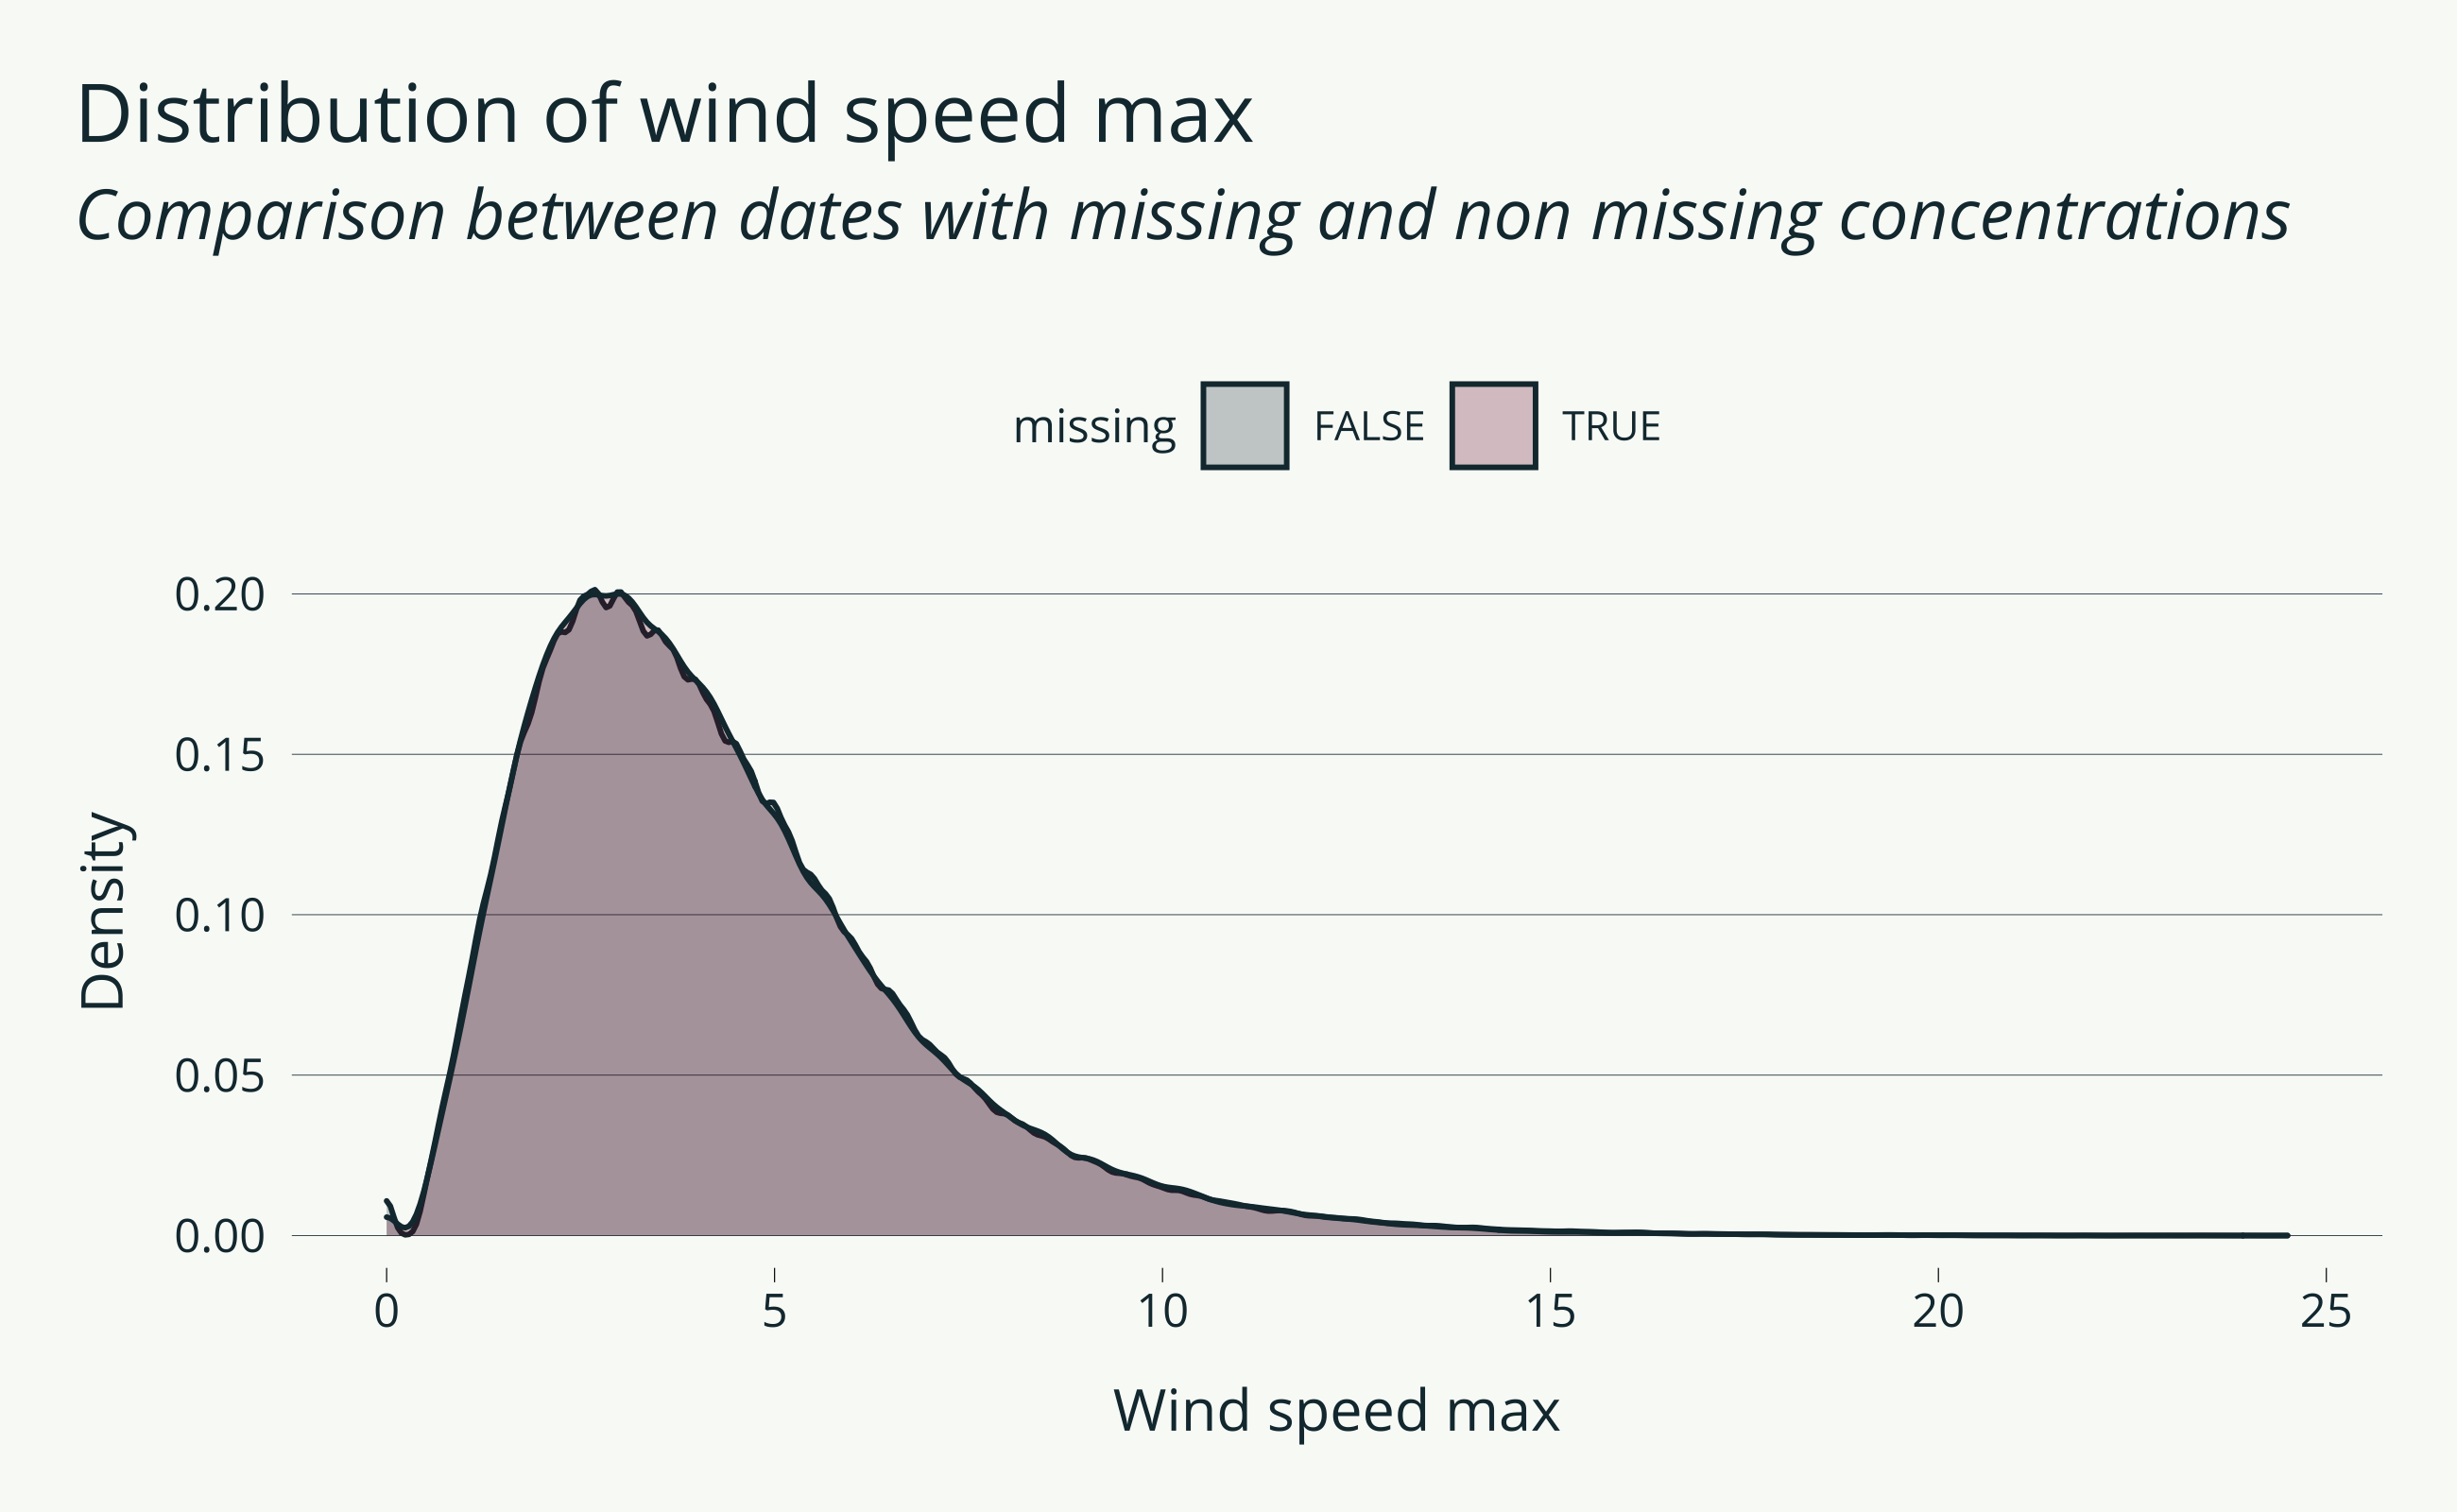 Distribution of wind speed max
Comparison between dates with missing and non missing concentrations
missing FALSE TRUE
0.20
0.15
0.10
0.05
0.00
Density
0 5 10 15 20 25
Wind speed max